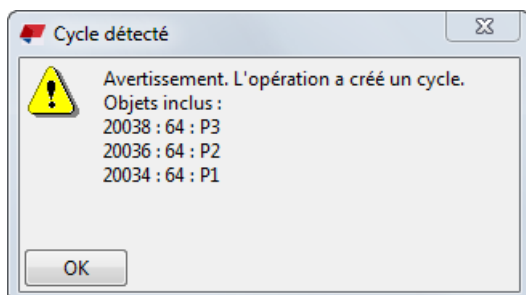 Cycle détecté
Avertissement. L'opération a créé un cycle.
Objets inclus :
20038 : 64 : P3
20036 : 64 : P2
20034 : 64 : P1
OK